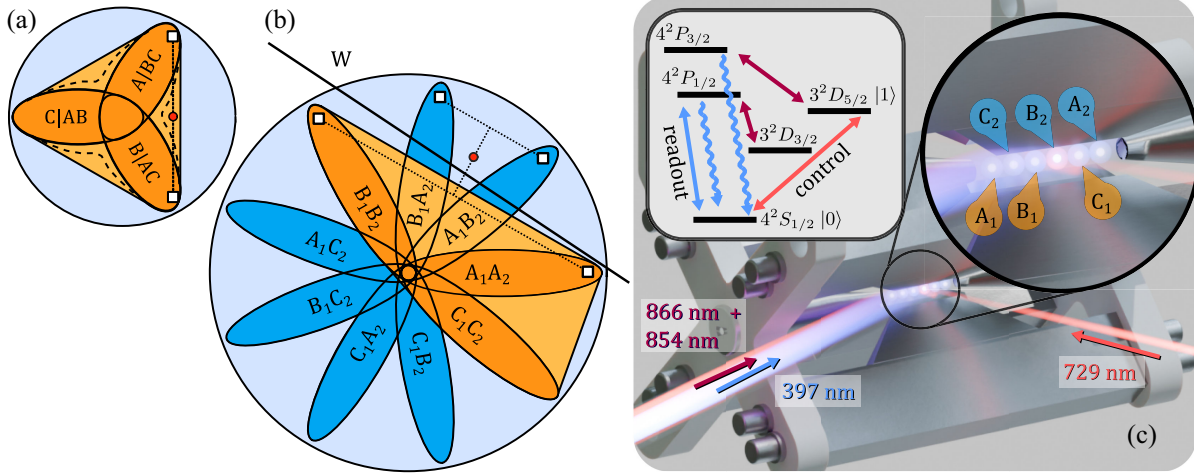 (a)
A|BC
C|AB
B|AC
(b)
W
B₁B₂
B₁A₂
A₁B₂
A₁C₂
A₁A₂
B₁C₂
C₁A₂
C₁B₂
C₁C₂
4²P₃/₂
4²P₁/₂
3²D₅/₂ |1⟩
3²D₃/₂
readout
control
4²S₁/₂ |0⟩
C₂
B₂
A₂
A₁
B₁
C₁
866 nm +
854 nm
397 nm
729 nm
(c)